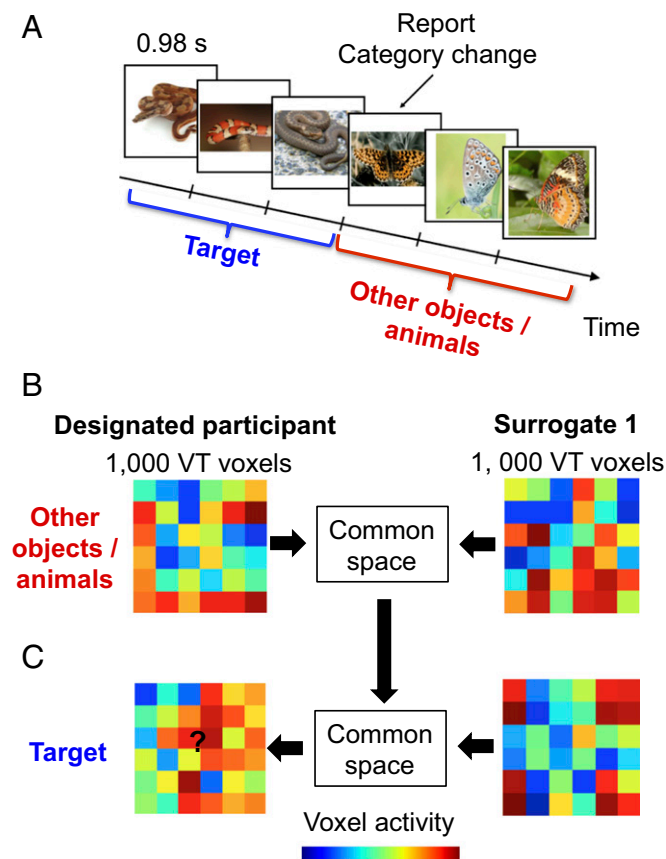 A
0.98 s
Report
Category change
Target
Other objects /
animals
Time
B
Designated participant
Surrogate 1
1,000 VT voxels
1, 000 VT voxels
Other
objects /
animals
Common
space
C
Target
?
Common
space
Voxel activity